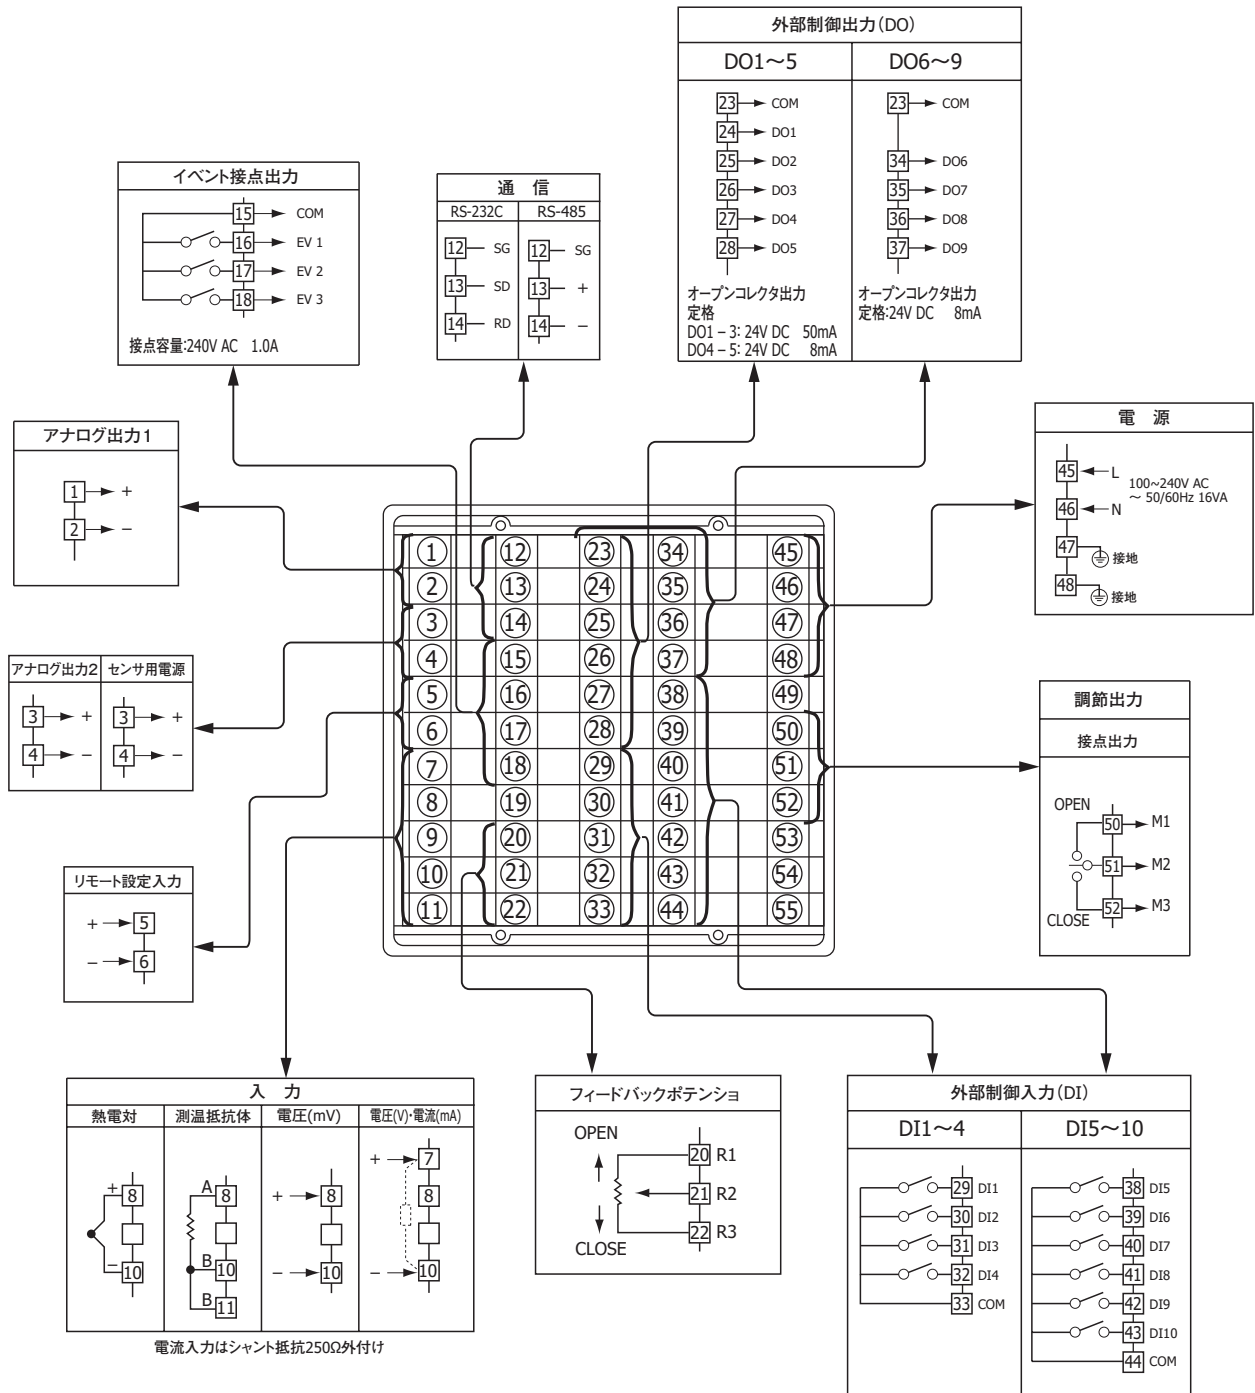 外部制御出力(DO)
DO1～5 DO6～9
23 COM
24 DO1
25 DO2
26 DO3
27 DO4
28 DO5
オープンコレクタ出力
定格
DO1 – 3: 24V DC 50mA
DO4 – 5: 24V DC 8mA
23 COM
34 DO6
35 DO7
36 DO8
37 DO9
オープンコレクタ出力
定格:24V DC 8mA
イベント接点出力
15 COM
16 EV 1
17 EV 2
18 EV 3
接点容量:240V AC 1.0A
通 信
RS-232C RS-485
12 SG 12 SG
13 SD 13 +
14 RD 14 −
アナログ出力1
1 +
2 −
電 源
45 L
46 N
100~240V AC
～ 50/60Hz 16VA
47 接地
48 接地
アナログ出力2 センサ用電源
3 + 3 +
4 − 4 −
リモート設定入力
+ 5
− 6
1 12 23 34 45
2 13 24 35 46
3 14 25 36 47
4 15 26 37 48
5 16 27 38 49
6 17 28 39 50
7 18 29 40 51
8 19 30 41 52
9 20 31 42 53
10 21 32 43 54
11 22 33 44 55
調節出力
接点出力
OPEN
50 M1
51 M2
52 M3
CLOSE
入 力
熱電対 測温抵抗体 電圧(mV) 電圧(V)・電流(mA)
+ 8
− 10
A 8
B 10
B 11
+ 8
− 10
+ 7
8
− 10
電流入力はシャント抵抗250Ω外付け
フィードバックポテンショ
OPEN
20 R1
21 R2
22 R3
CLOSE
外部制御入力(DI)
DI1～4 DI5～10
29 DI1
30 DI2
31 DI3
32 DI4
33 COM
38 DI5
39 DI6
40 DI7
41 DI8
42 DI9
43 DI10
44 COM